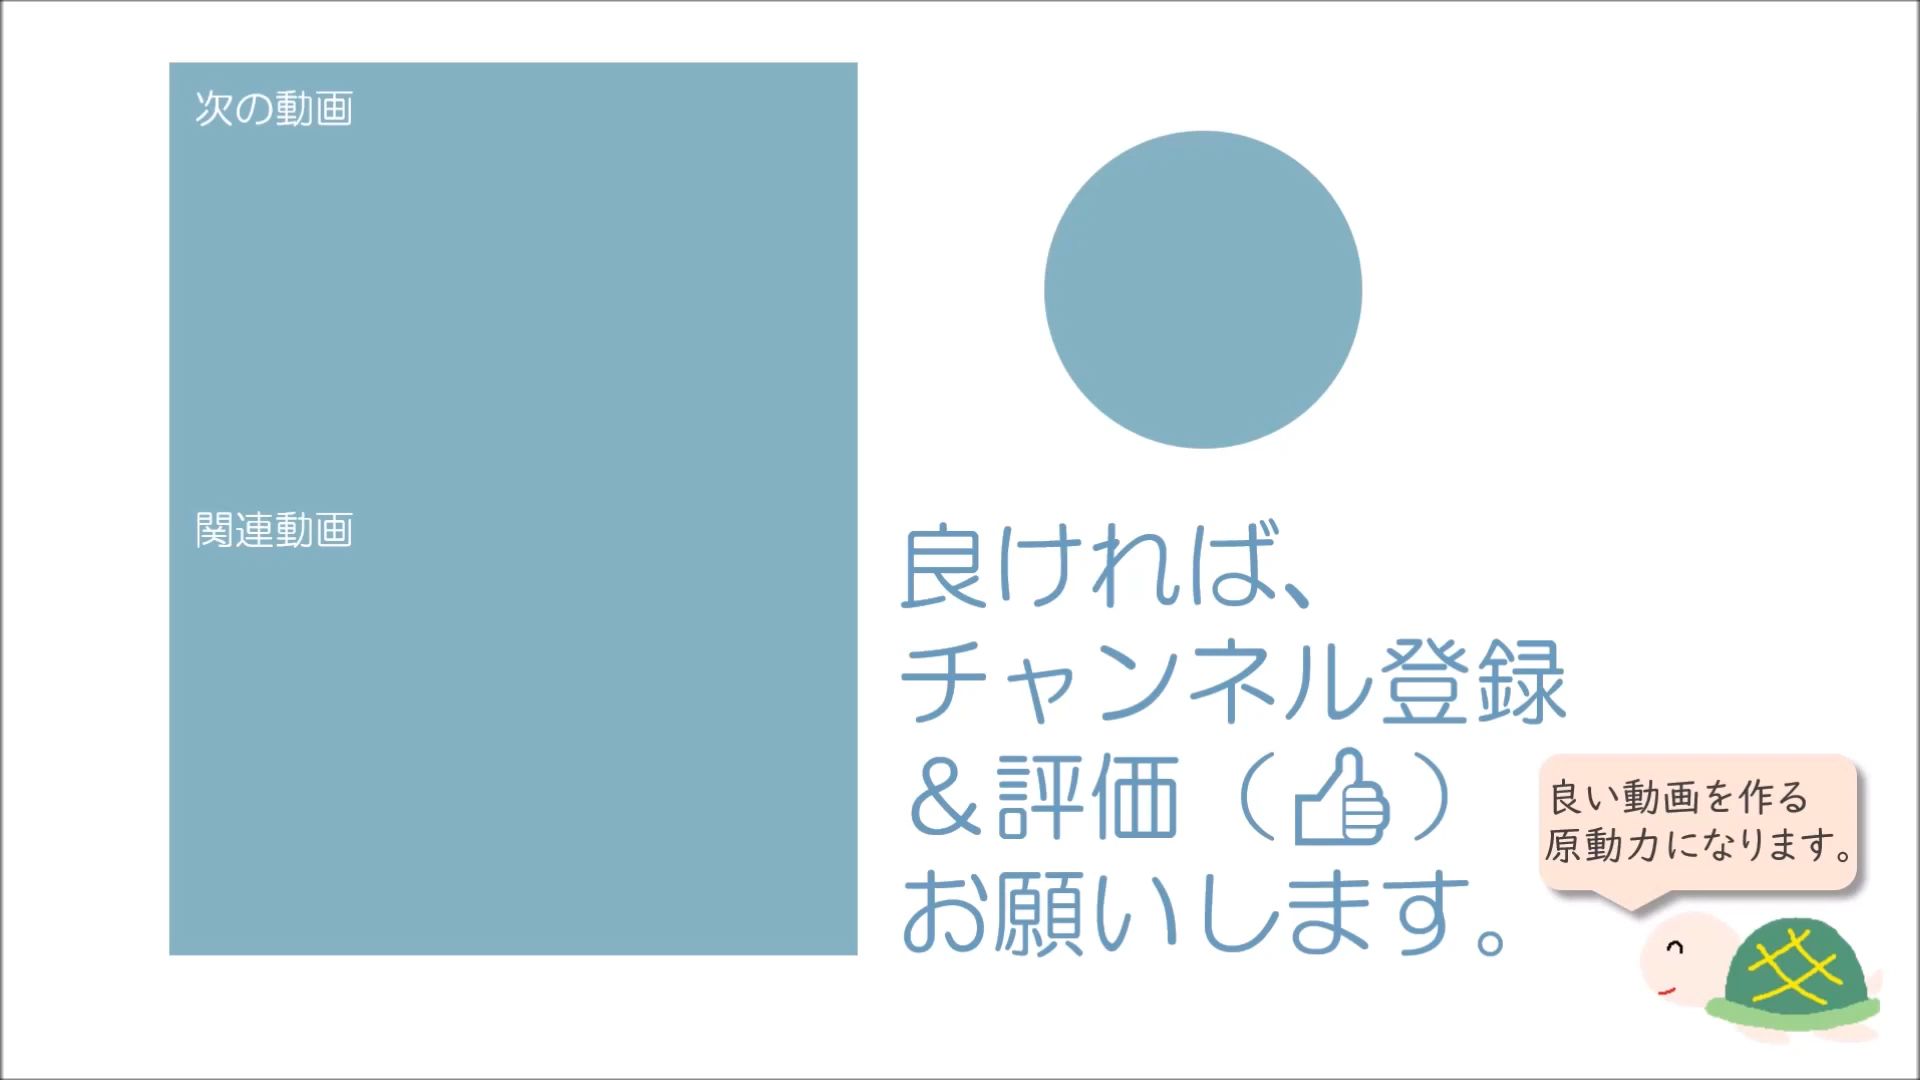 次の動画
関連動画
良ければ、
チャンネル登録
＆評価（👍）
お願いします。
良い動画を作る
原動力になります。